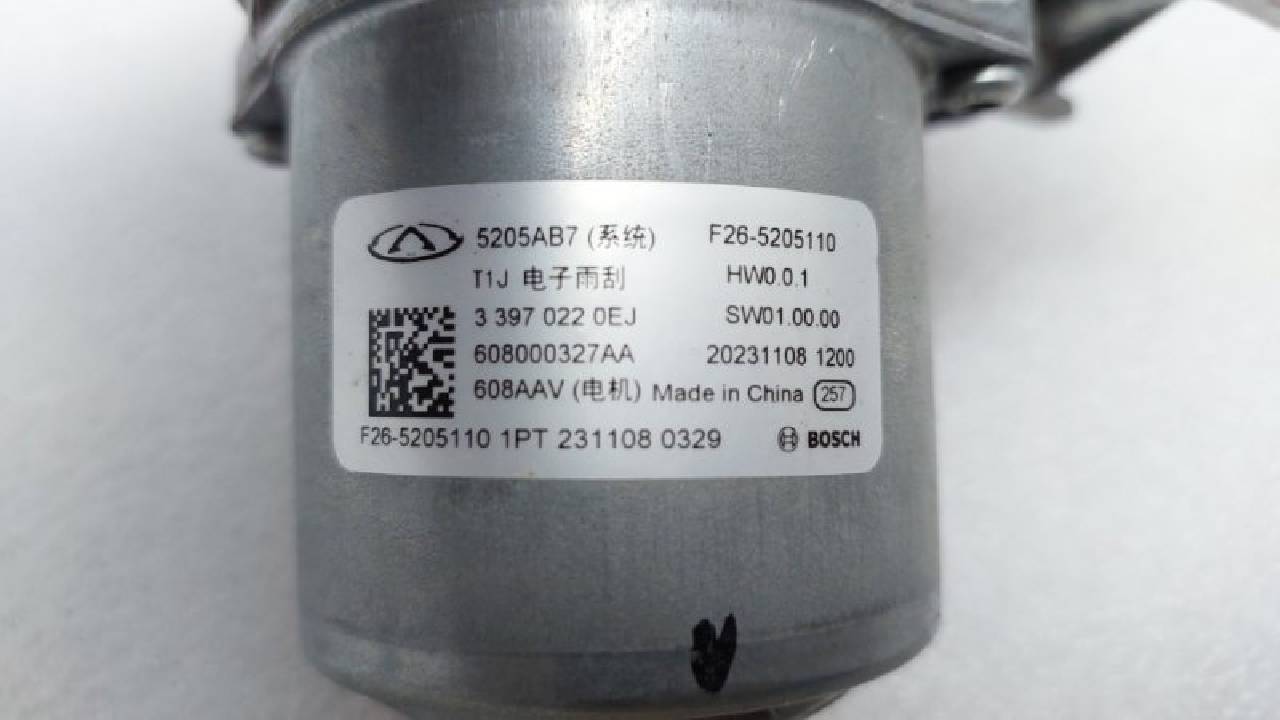 5205AB7 (系统) F26-5205110
T1J 电子雨刮 HW0.0.1
3 397 022 0EJ SW01.00.00
608000327AA 20231108 1200
608AAV (电机) Made in China 257
F26-5205110 1PT 231108 0329 BOSCH